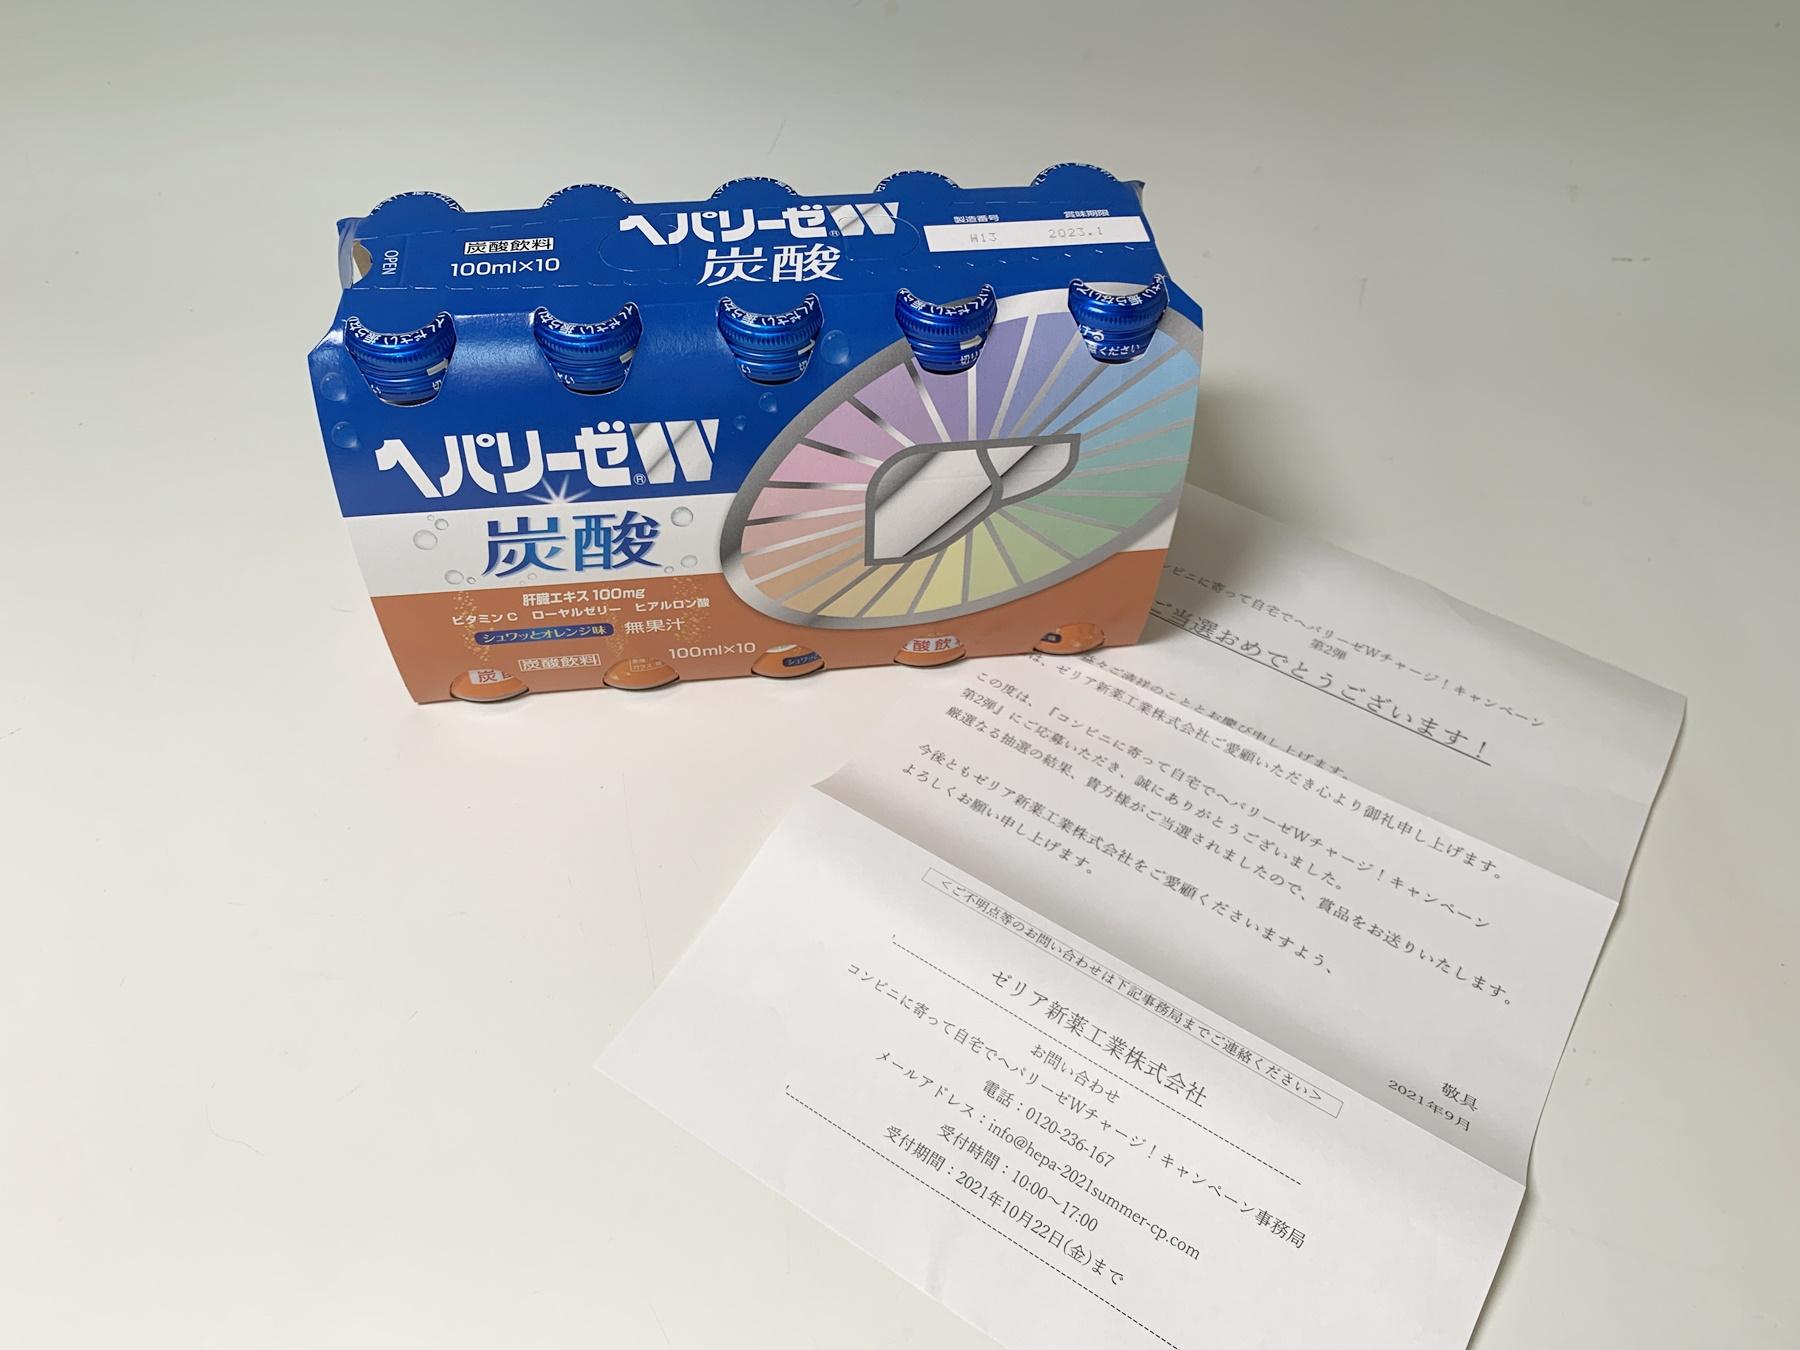 ヘパリーゼW
炭酸
炭酸飲料
100ml×10
OPEN
製造番号
賞味期限
W13
2023.1
ヘパリーゼ®W
炭酸
肝臓エキス100mg
ビタミンC ローヤルゼリー ヒアルロン酸
シュワッとオレンジ味 無果汁
炭酸飲料
100ml×10
酸飲
コンビニに寄って自宅でヘパリーゼWチャージ!キャンペーン
第2弾
ご当選おめでとうございます!
益々ご清祥のこととお慶び申し上げます。
は、ゼリア新薬工業株式会社ご愛顧いただき心より御礼申し上げます。
この度は、『コンビニに寄って自宅でヘパリーゼWチャージ!キャンペーン
第2弾』にご応募いただき、誠にありがとうございました。
厳選なる抽選の結果、貴方様がご当選されましたので、賞品をお送りいたします。
今後ともゼリア新薬工業株式会社をご愛顧くださいますよう、
よろしくお願い申し上げます。
敬具
2021年9月
<ご不明点等のお問い合わせは下記事務局までご連絡ください>
ゼリア新薬工業株式会社
お問い合わせ
コンビニに寄って自宅でヘパリーゼWチャージ!キャンペーン事務局
電話:0120-236-167
メールアドレス:info@hepa-2021summer-cp.com
受付時間:10:00~17:00
受付期間:2021年10月22日(金)まで